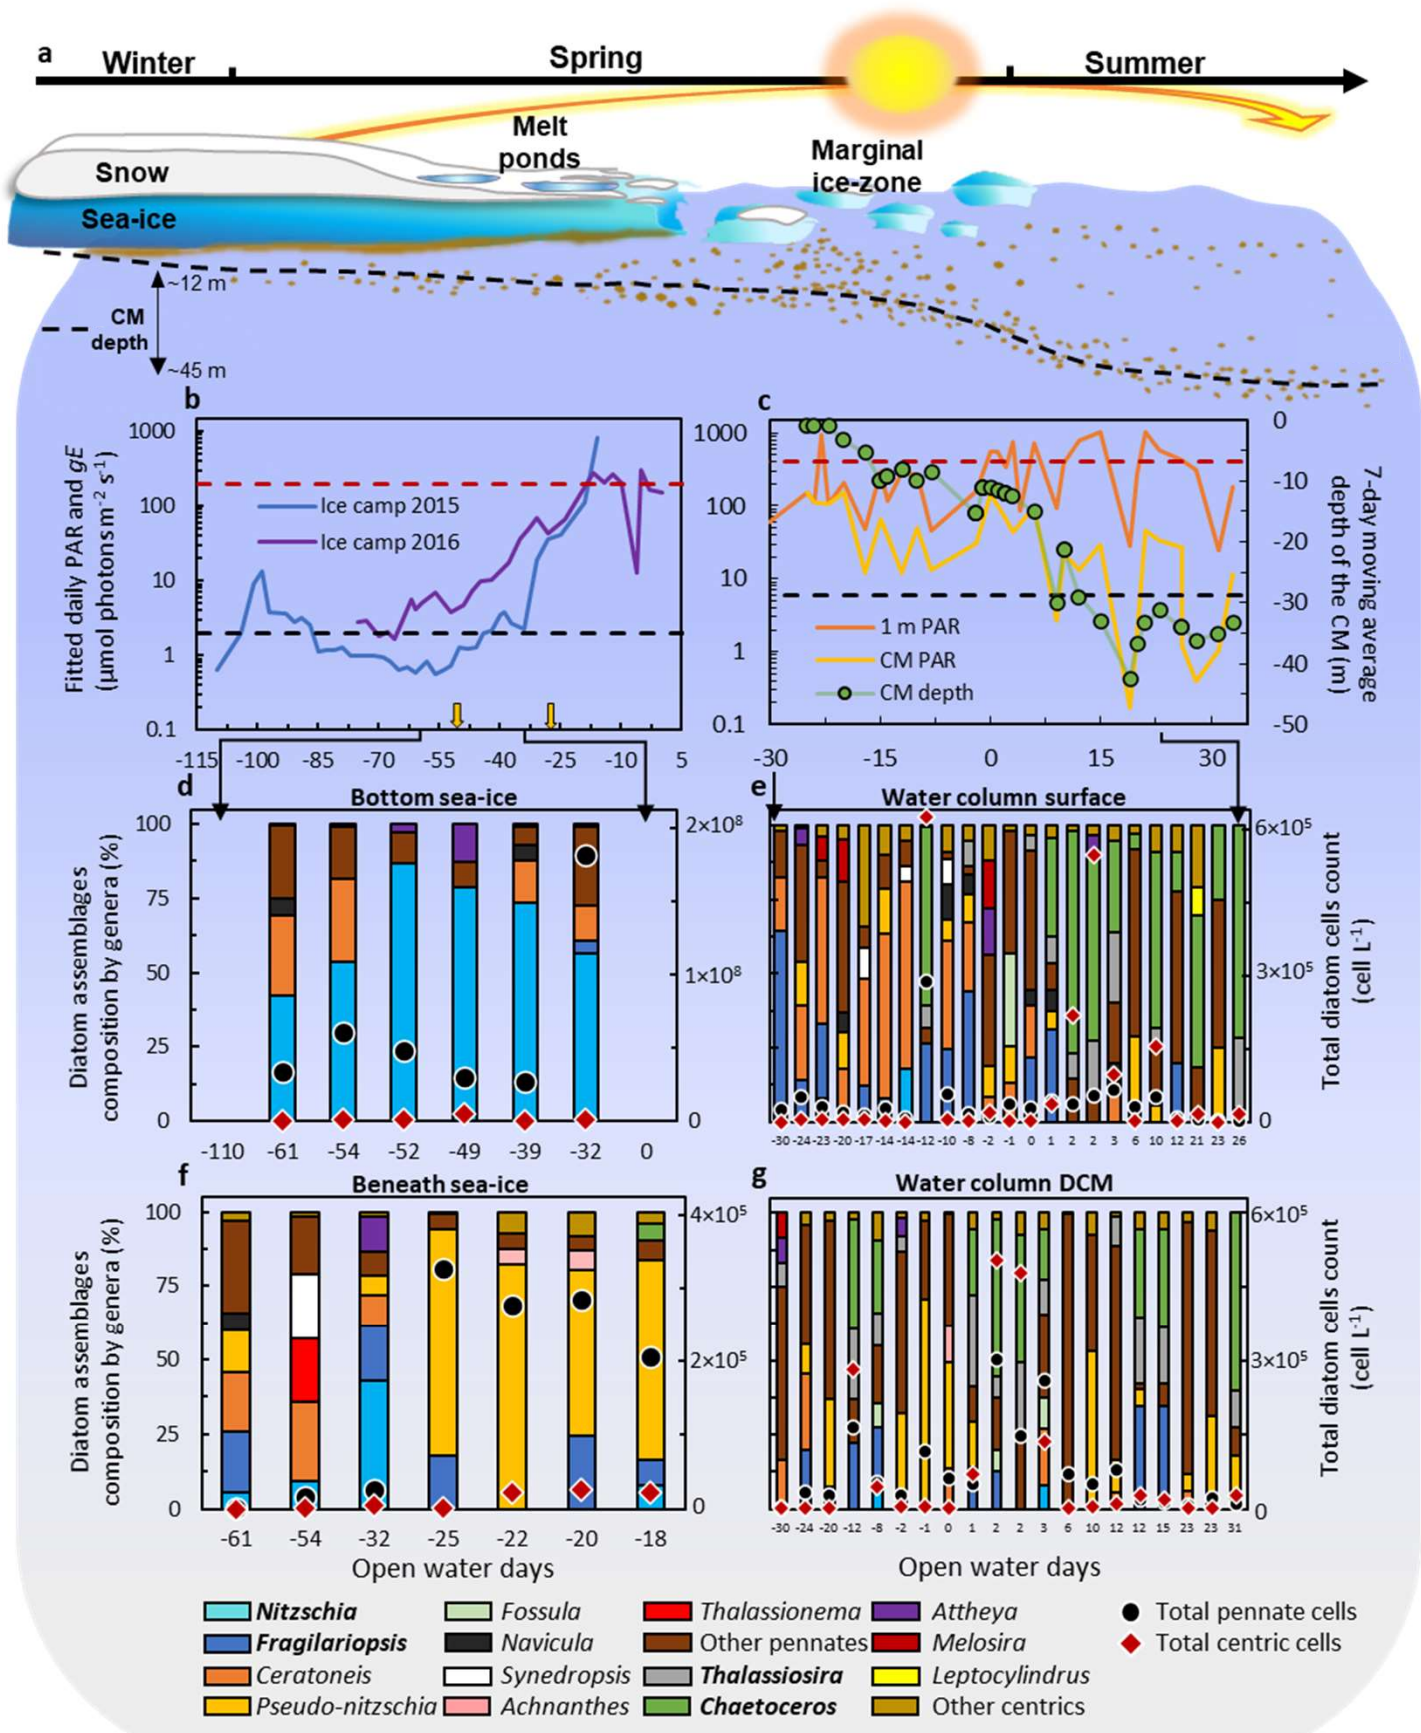 a
Winter
Spring
Summer
Melt
ponds
Marginal
ice-zone
Snow
Sea-ice
~12 m
CM
depth
~45 m
b
Fitted daily PAR and gE
(µmol photons m⁻² s⁻¹)
1000
100
10
1
0.1
Ice camp 2015
Ice camp 2016
-115 -100 -85 -70 -55 -40 -25 -10 5
c
1000
100
10
1
0.1
1 m PAR
CM PAR
CM depth
0
-10
-20
-30
-40
-50
7-day moving average
depth of the CM (m)
-30 -15 0 15 30
d
Bottom sea-ice
Diatom assemblages
composition by genera (%)
100
75
50
25
0
2×10⁸
1×10⁸
0
-110 -61 -54 -52 -49 -39 -32 0
e
Water column surface
6×10⁵
3×10⁵
0
Total diatom cells count
(cell L⁻¹)
-30 -24 -23 -20 -17 -14 -14 -12 -10 -8 -2 -1 0 1 2 2 3 6 10 12 21 23 26
f
Beneath sea-ice
Diatom assemblages
composition by genera (%)
100
75
50
25
0
4×10⁵
2×10⁵
0
-61 -54 -32 -25 -22 -20 -18
Open water days
g
Water column DCM
6×10⁵
3×10⁵
0
Total diatom cells count
(cell L⁻¹)
-30 -24 -20 -12 -8 -2 -1 0 1 2 2 3 6 10 12 12 15 23 23 31
Open water days
Nitzschia Fossula Thalassionema Attheya Total pennate cells
Fragilariopsis Navicula Other pennates Melosira Total centric cells
Ceratoneis Synedropsis Thalassiosira Leptocylindrus
Pseudo-nitzschia Achnanthes Chaetoceros Other centrics